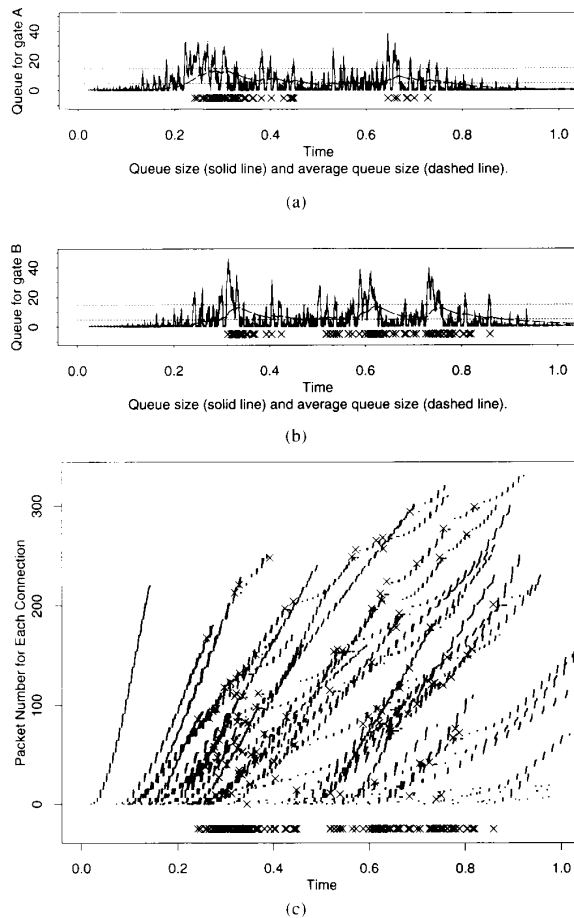 Queue for gate A
40
20
0
0.0 0.2 0.4 0.6 0.8 1.0
Time
Queue size (solid line) and average queue size (dashed line).
(a)
Queue for gate B
40
20
0
0.0 0.2 0.4 0.6 0.8 1.0
Time
Queue size (solid line) and average queue size (dashed line).
(b)
Packet Number for Each Connection
300
200
100
0
0.0 0.2 0.4 0.6 0.8 1.0
Time
(c)